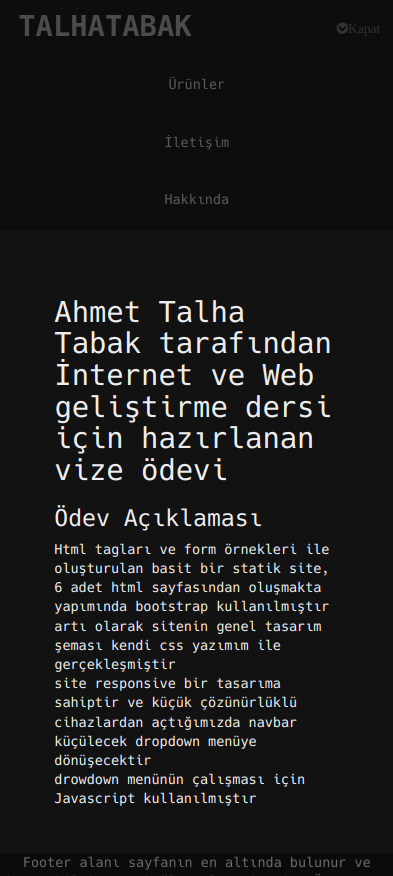 TALHATABAK
Kapat
Ürünler
İletişim
Hakkında
Ahmet Talha
Tabak tarafından
İnternet ve Web
geliştirme dersi
için hazırlanan
vize ödevi
Ödev Açıklaması
Html tagları ve form örnekleri ile
oluşturulan basit bir statik site,
6 adet html sayfasından oluşmakta
yapımında bootstrap kullanılmıştır
artı olarak sitenin genel tasarım
şeması kendi css yazımım ile
gerçekleşmiştir
site responsive bir tasarıma
sahiptir ve küçük çözünürlüklü
cihazlardan açtığımızda navbar
küçülecek dropdown menüye
dönüşecektir
drowdown menünün çalışması için
Javascript kullanılmıştır
Footer alanı sayfanın en altında bulunur ve